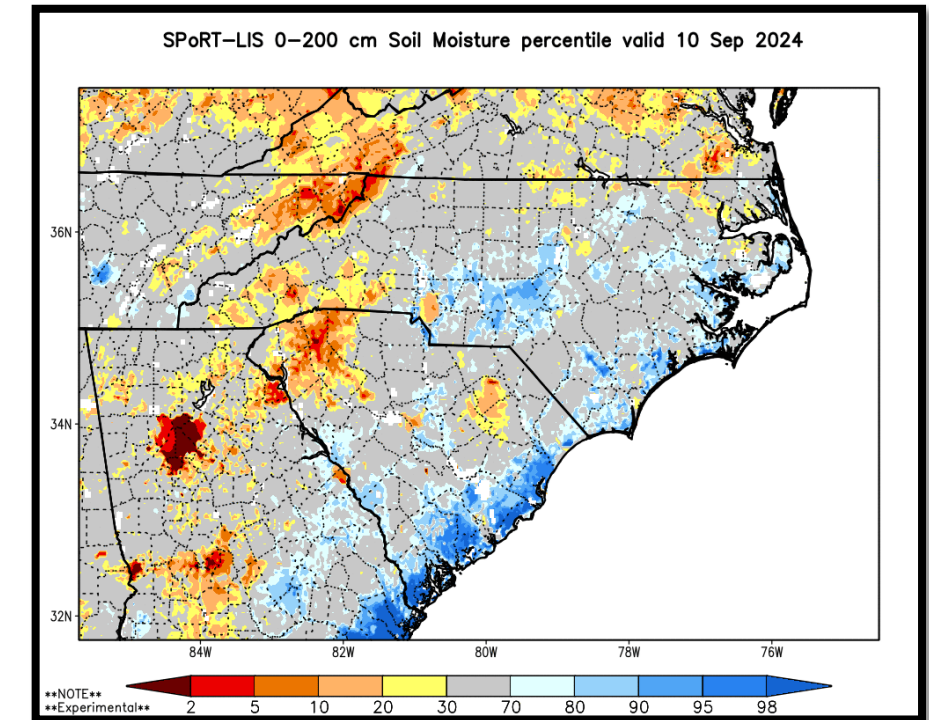 SPoRT-LIS 0-200 cm Soil Moisture percentile valid 10 Sep 2024
36N
34N
32N
84W 82W 80W 78W 76W
**NOTE**
**Experimental**
2 5 10 20 30 70 80 90 95 98